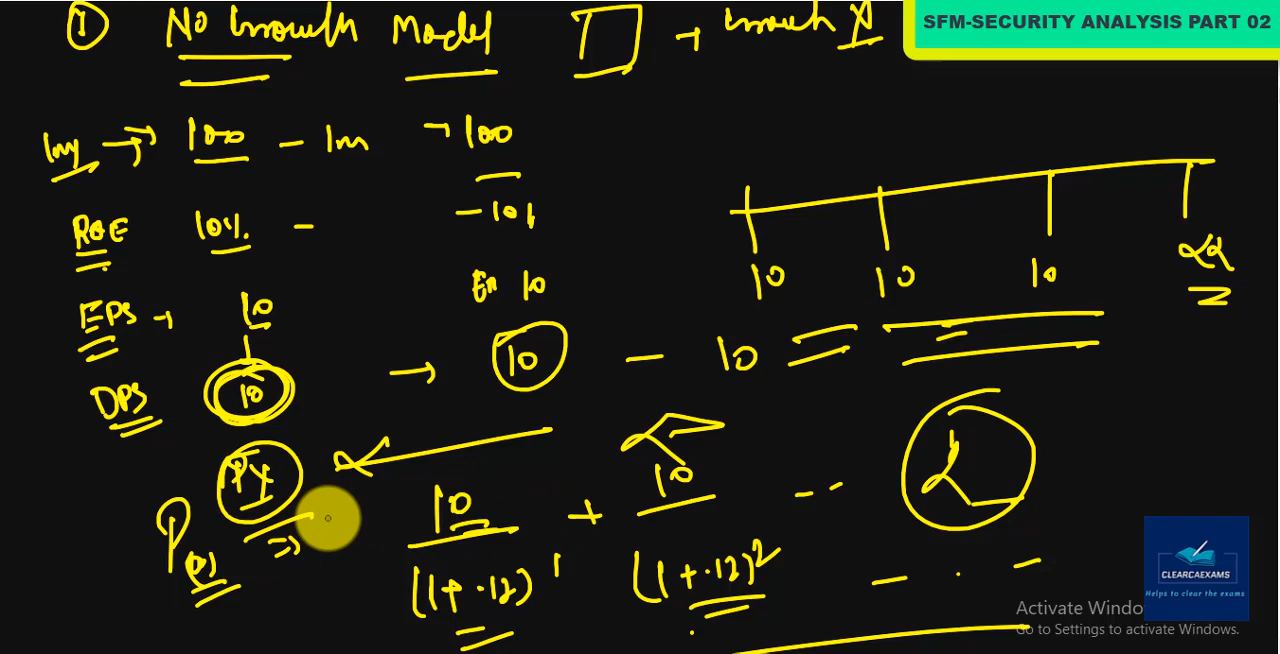 SFM-SECURITY ANALYSIS PART 02
① No Growth Model → Growth X
Inv → 100 - Inv → 100
ROE 10% - - 10%
EPS → 10 En 10
10 10 10
DPS 10 → 10 - 10
P(0) ⇒ 10 + 10 - -
(1+.12)¹ (1+.12)² - . -
CLEARCAEXAMS
Helps to clear the exams
Activate Windo
Go to Settings to activate Windows.